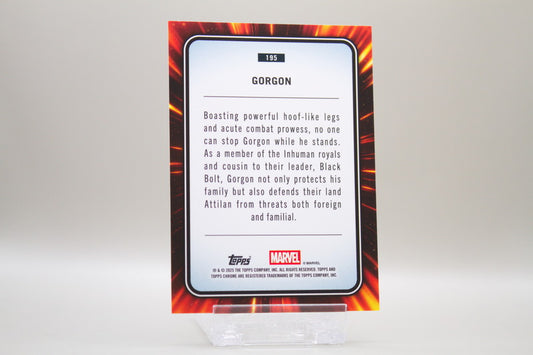 195
GORGON
Boasting powerful hoof-like legs
and acute combat prowess, no one
can stop Gorgon while he stands.
As a member of the Inhuman royals
and cousin to their leader, Black
Bolt, Gorgon not only protects his
family but also defends their land
Attilan from threats both foreign
and familial.
Topps
MARVEL
© MARVEL
® & © 2025 THE TOPPS COMPANY, INC. ALL RIGHTS RESERVED. TOPPS AND
TOPPS CHROME ARE REGISTERED TRADEMARKS OF THE TOPPS COMPANY, INC.